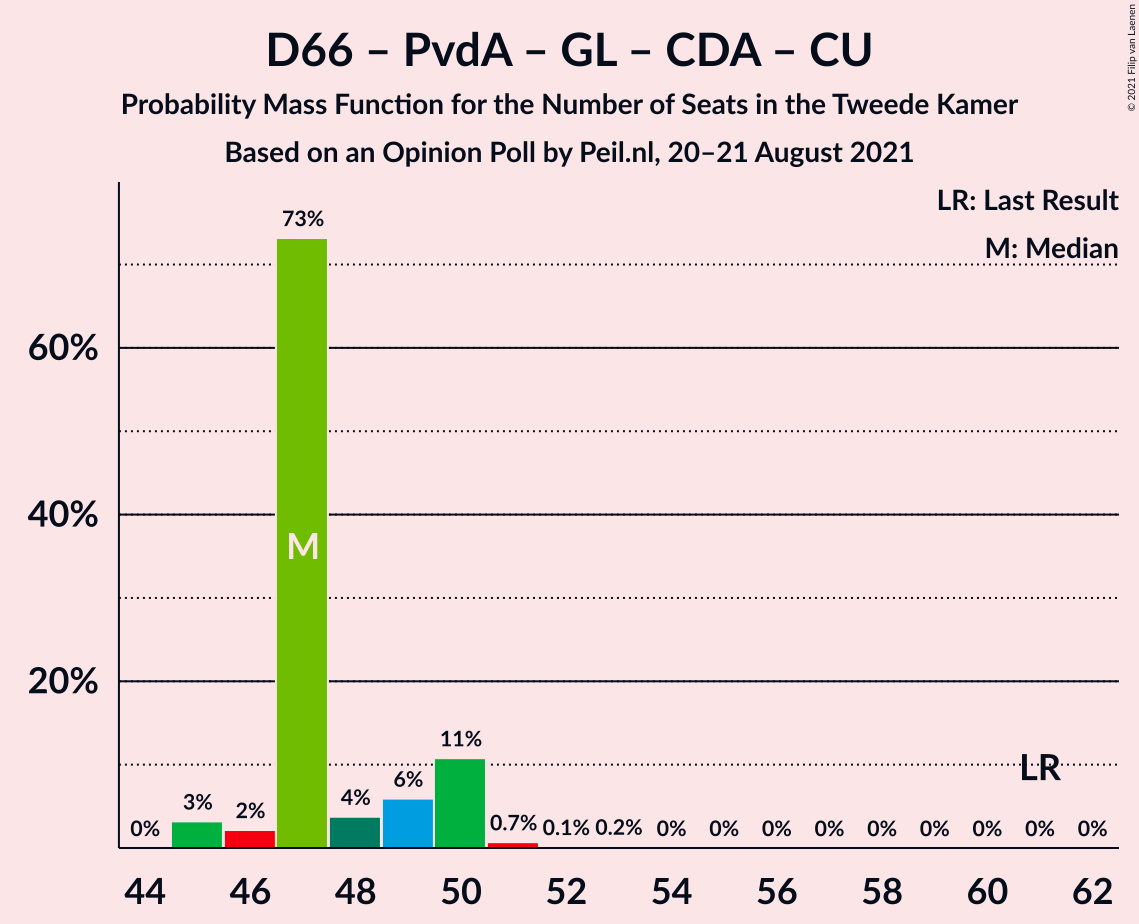 D66 – PvdA – GL – CDA – CU
Probability Mass Function for the Number of Seats in the Tweede Kamer
Based on an Opinion Poll by Peil.nl, 20–21 August 2021
© 2021 Filip van Laenen
LR: Last Result
M: Median
60%
40%
20%
0%
3%
2%
73%
4%
6%
11%
0.7%
0.1%
0.2%
0%
0%
0%
0%
0%
0%
0%
0%
0%
M
LR
44 46 48 50 52 54 56 58 60 62